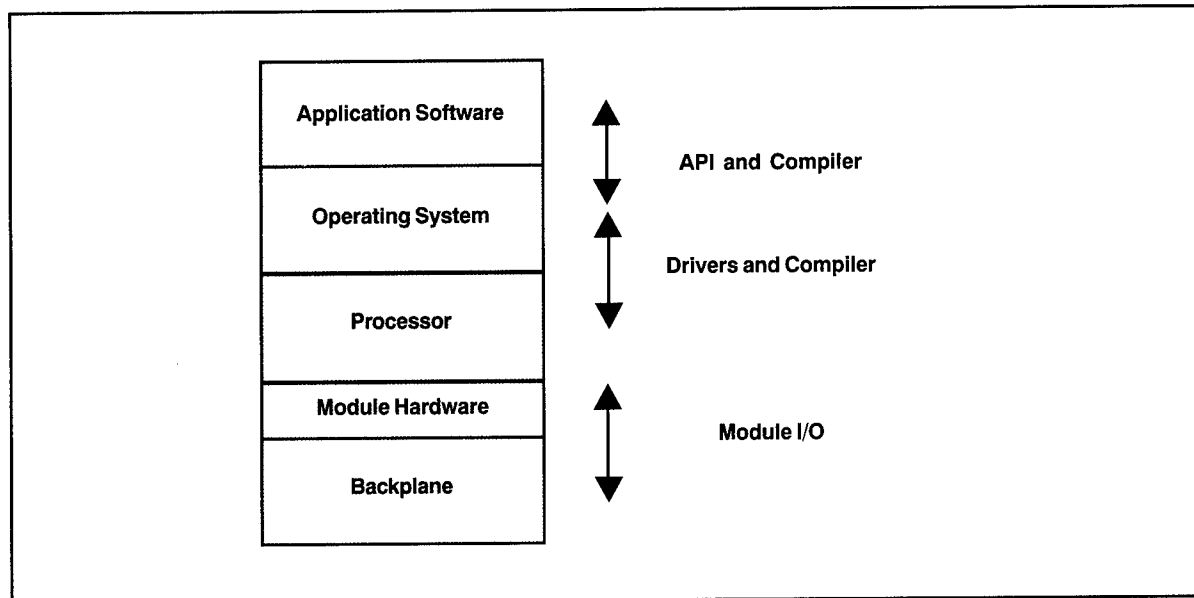 Application Software
API and Compiler
Operating System
Drivers and Compiler
Processor
Module Hardware
Module I/O
Backplane